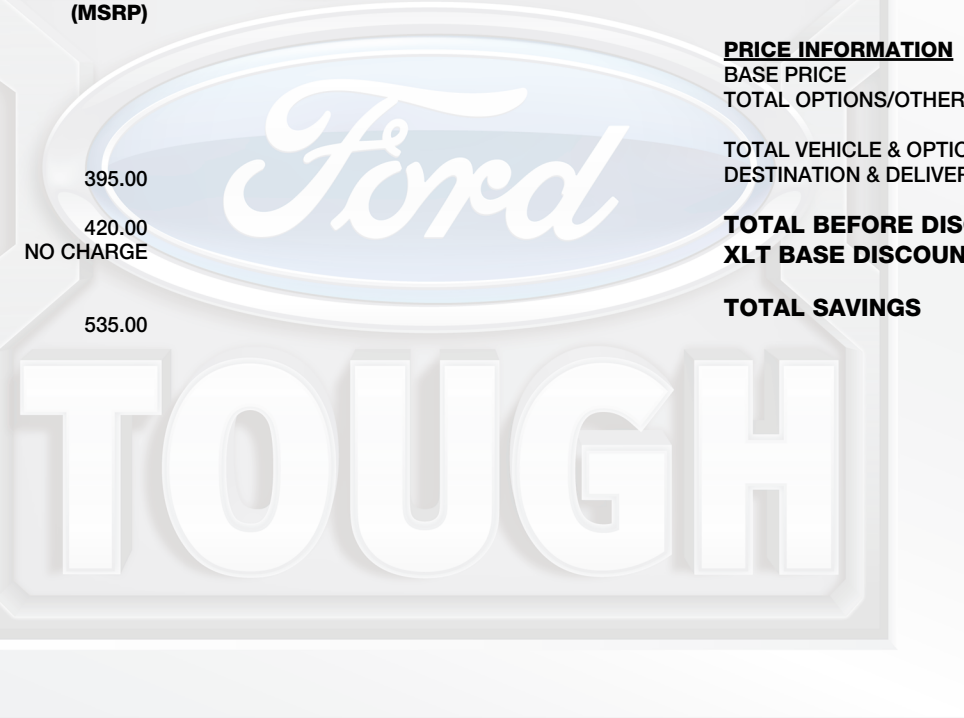 (MSRP)
395.00
420.00
NO CHARGE
535.00
PRICE INFORMATION
BASE PRICE
TOTAL OPTIONS/OTHER
TOTAL VEHICLE & OPTIO
DESTINATION & DELIVER
TOTAL BEFORE DIS
XLT BASE DISCOUN
TOTAL SAVINGS
Ford
TOUGH